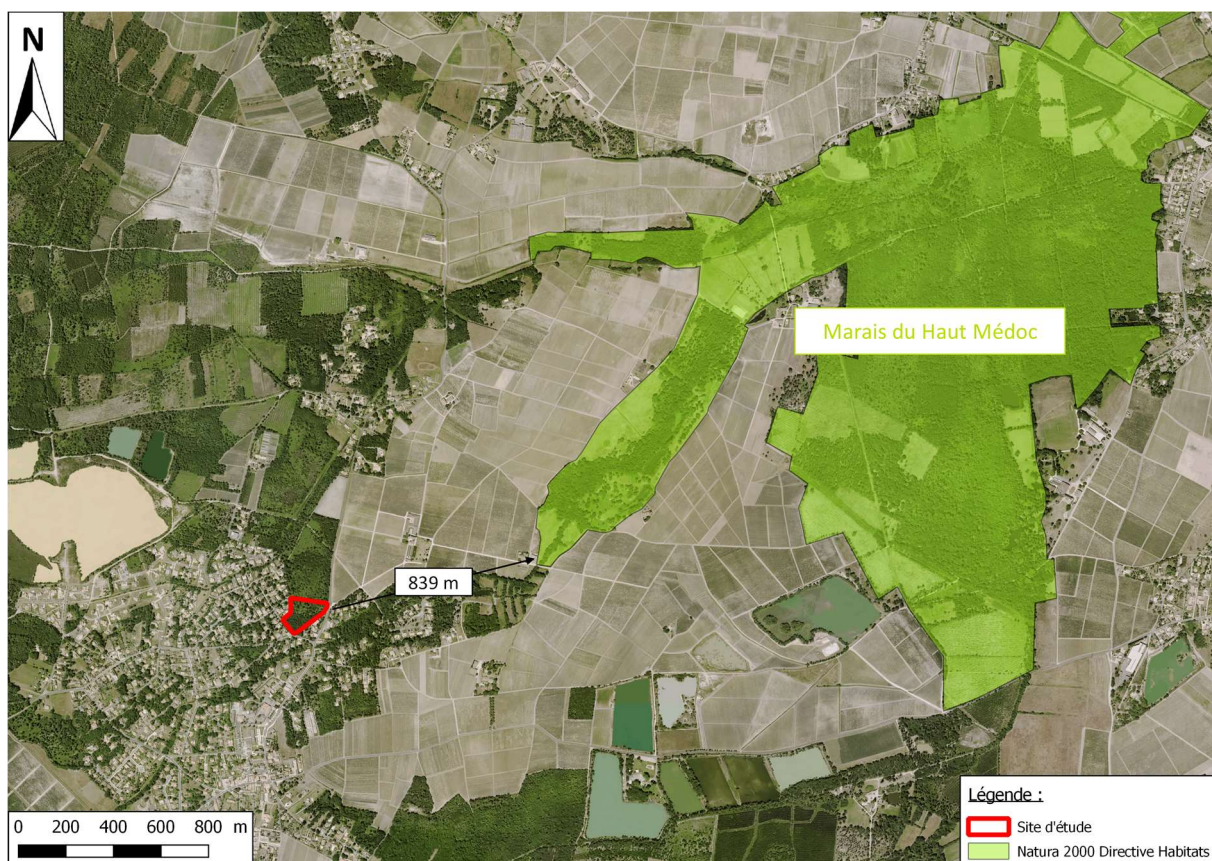 N
Marais du Haut Médoc
839 m
0 200 400 600 800 m
Légende :
Site d'étude
Natura 2000 Directive Habitats